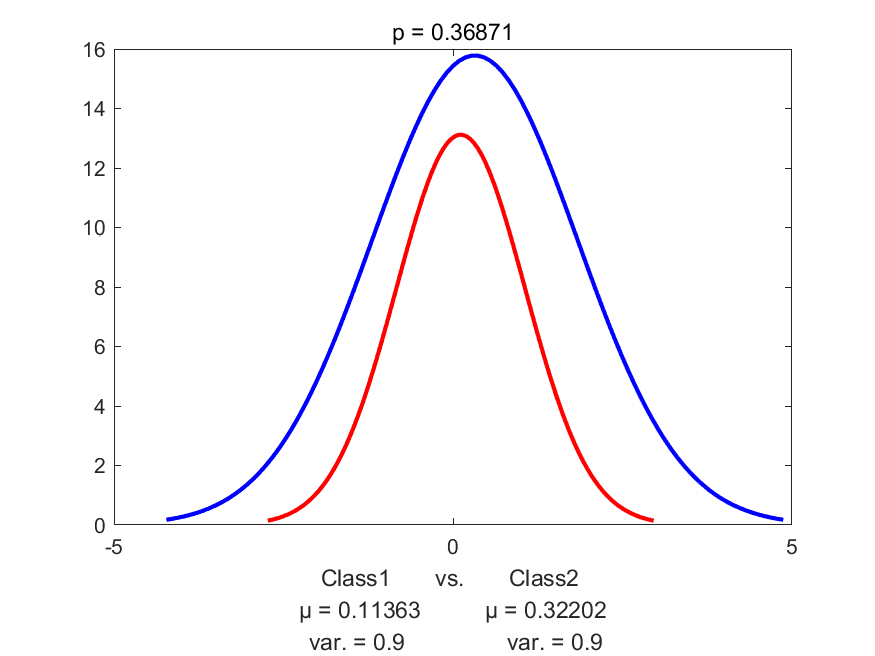 p = 0.36871
16
14
12
10
8
6
4
2
0
-5 0 5
Class1 vs. Class2
μ = 0.11363 μ = 0.32202
var. = 0.9 var. = 0.9